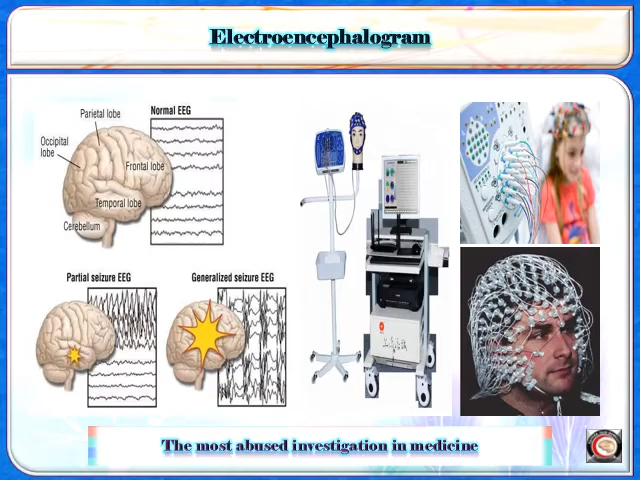 Electroencephalogram
Parietal lobe
Normal EEG
Occipital
lobe
Frontal lobe
Temporal lobe
Cerebellum
Partial seizure EEG
Generalized seizure EEG
The most abused investigation in medicine